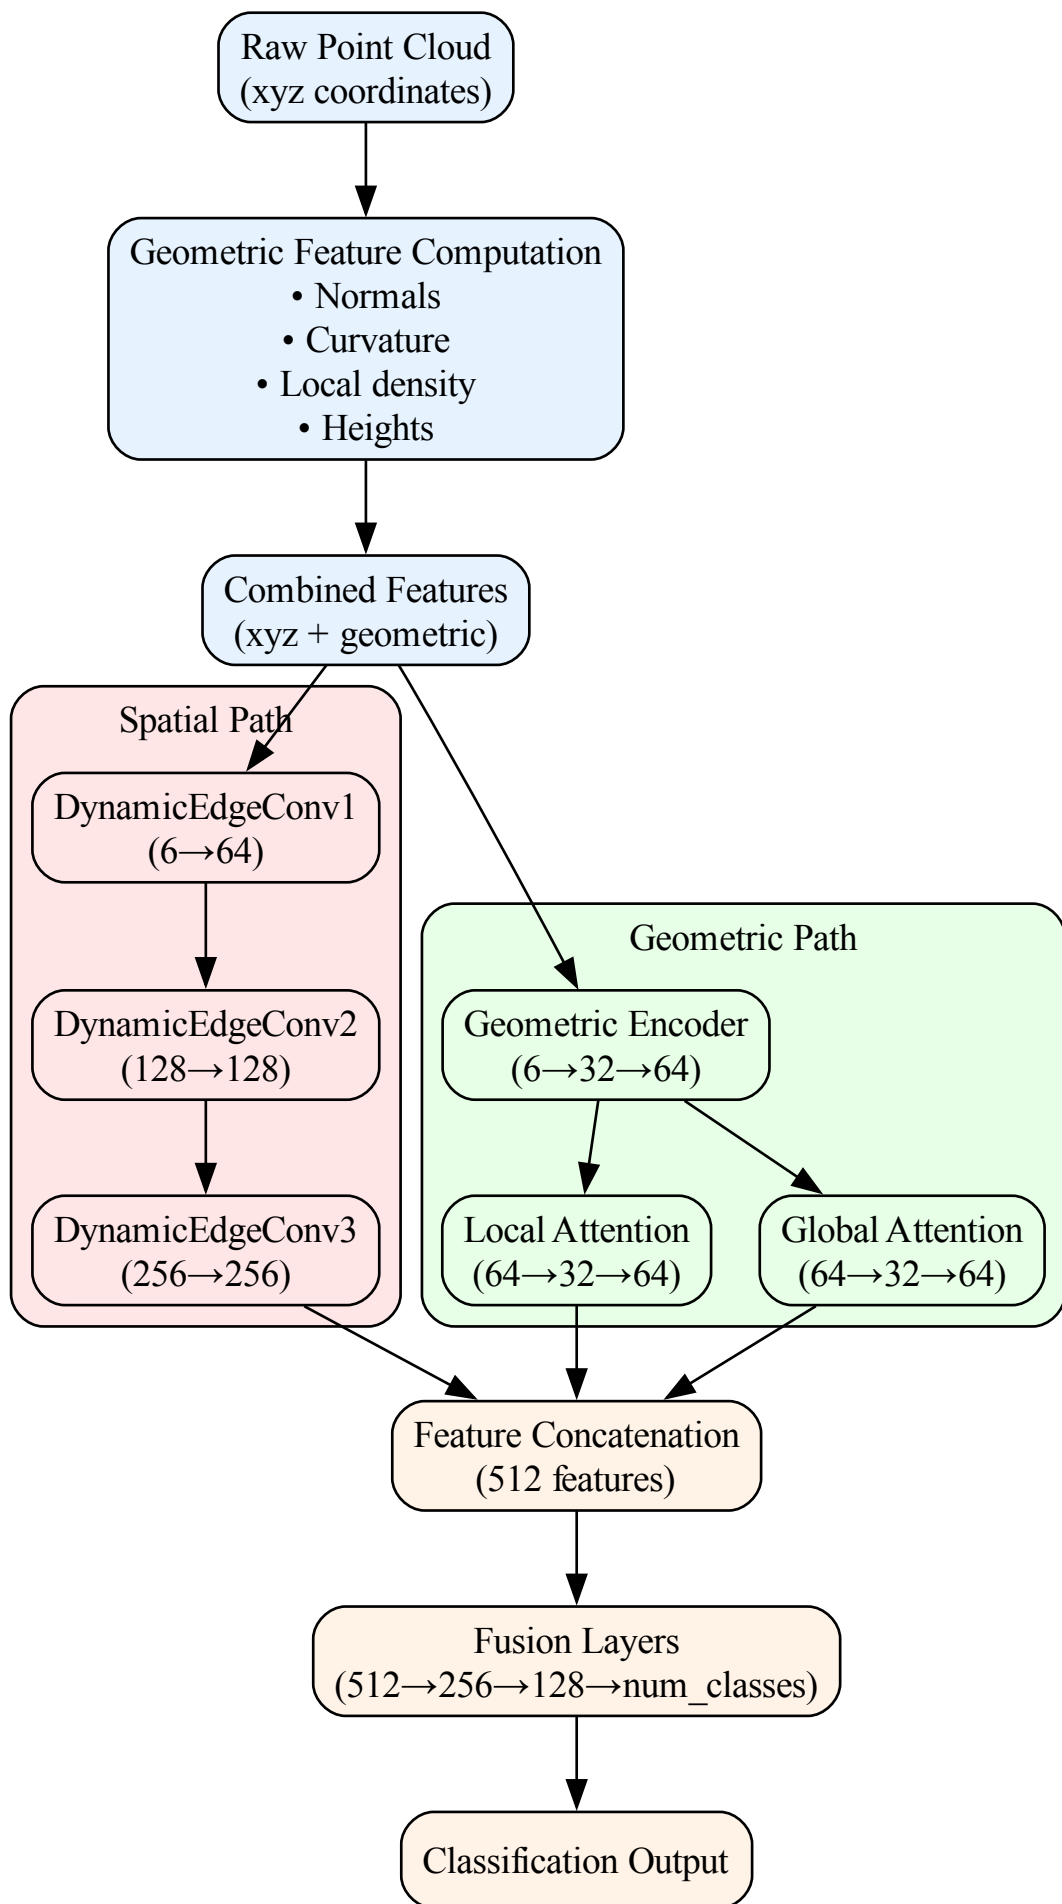 Raw Point Cloud
(xyz coordinates)
Geometric Feature Computation
• Normals
• Curvature
• Local density
• Heights
Combined Features
(xyz + geometric)
Spatial Path
DynamicEdgeConv1
(6→64)
DynamicEdgeConv2
(128→128)
DynamicEdgeConv3
(256→256)
Geometric Path
Geometric Encoder
(6→32→64)
Local Attention
(64→32→64)
Global Attention
(64→32→64)
Feature Concatenation
(512 features)
Fusion Layers
(512→256→128→num_classes)
Classification Output